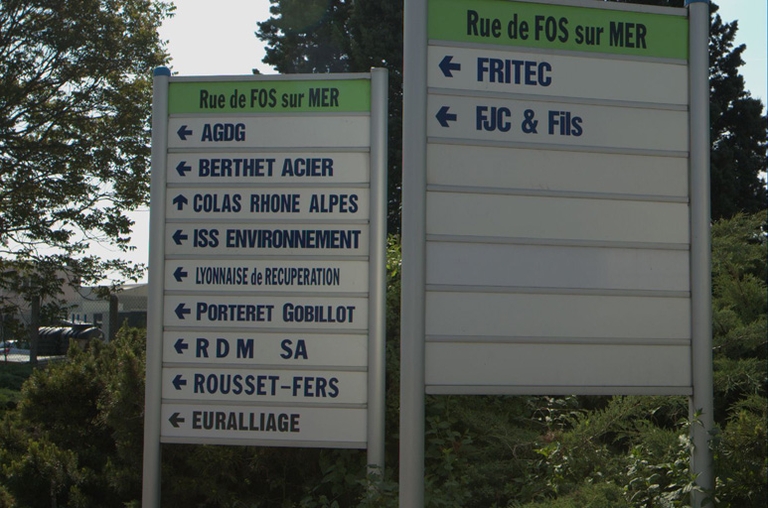 Rue de FOS sur MER
← AGDG
← BERTHET ACIER
↑ COLAS RHONE ALPES
← ISS ENVIRONNEMENT
← LYONNAISE de RECUPERATION
← PORTERET GOBILLOT
← R D M SA
← ROUSSET-FERS
← EURALLIAGE
Rue de FOS sur MER
← FRITEC
← FJC & Fils